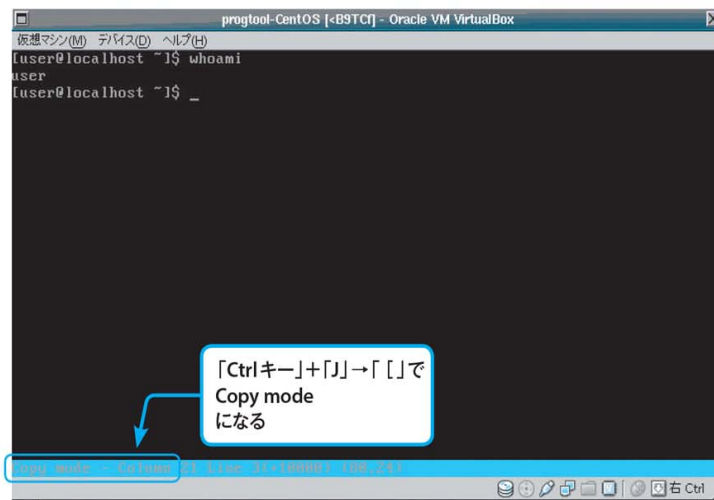 progtool-CentOS [<B9TCf] - Oracle VM VirtualBox
仮想マシン(M) デバイス(D) ヘルプ(H)
[user@localhost ~]$ whoami
user
[user@localhost ~]$ _
「Ctrlキー」+「J」→「 [」で
Copy mode
になる
Copy mode - Column 21 Line 3(+10000) (80,24)
右 Ctrl